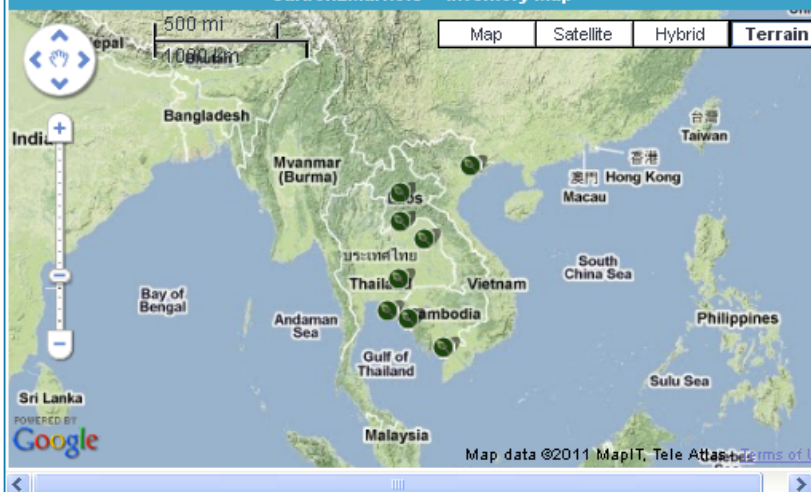 500 mi
1000 km
Map Satellite Hybrid Terrain
Bangladesh
India
台灣
Taiwan
Myanmar
(Burma)
香港
澳門 Hong Kong
Macau
Laos
ประเทศไทย
Thailand
Vietnam
South
China Sea
Bay of
Bengal
Andaman
Sea
Cambodia
Philippines
Gulf of
Thailand
Sulu Sea
Sri Lanka
POWERED BY
Google
Malaysia
Map data ©2011 MapIT, Tele Atlas - Terms of